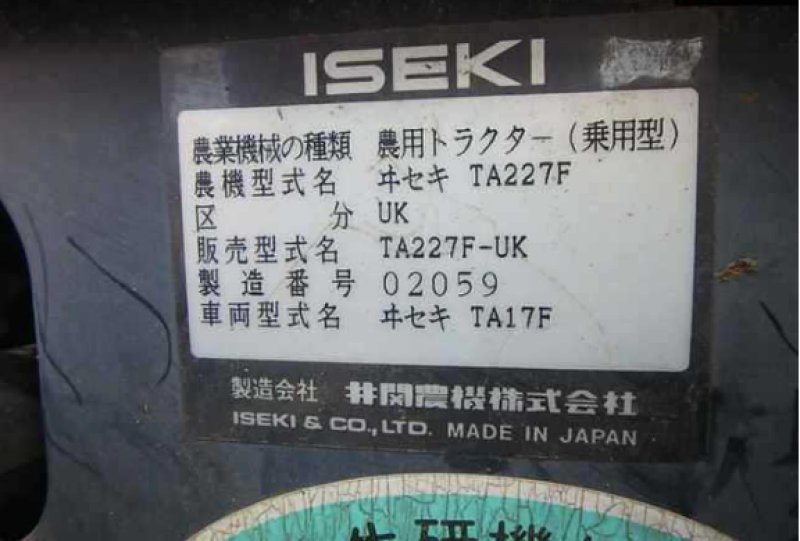 ISEKI
農業機械の種類 農用トラクター(乗用型)
農機型式名 ヰセキ TA227F
区分 UK
販売型式名 TA227F-UK
製造番号 02059
車両型式名 ヰセキ TA17F
製造会社 井関農機株式会社
ISEKI & CO.,LTD. MADE IN JAPAN